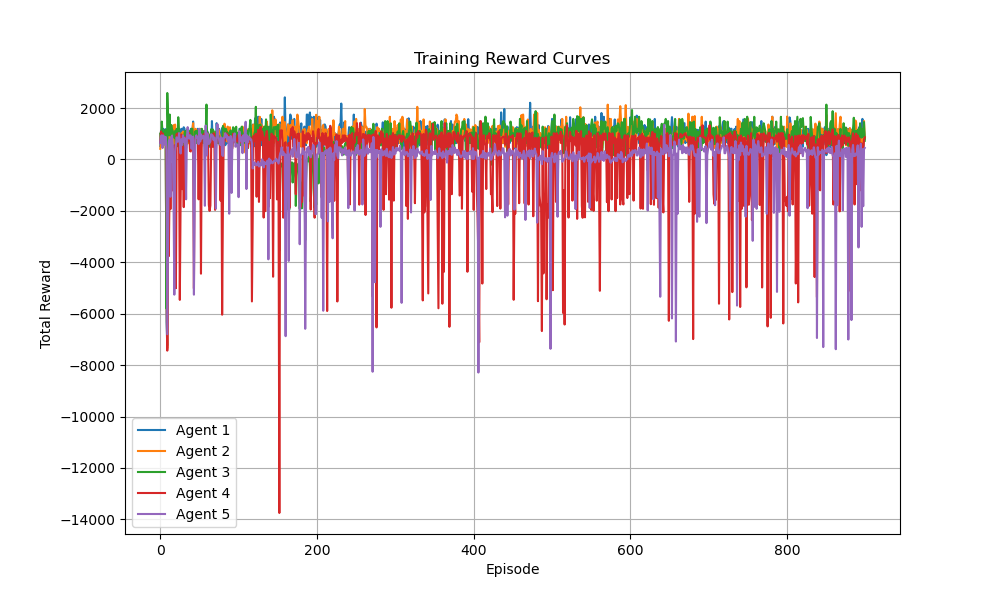 Training Reward Curves
Total Reward
2000
0
−2000
−4000
−6000
−8000
−10000
−12000
−14000
Agent 1
Agent 2
Agent 3
Agent 4
Agent 5
0 200 400 600 800
Episode